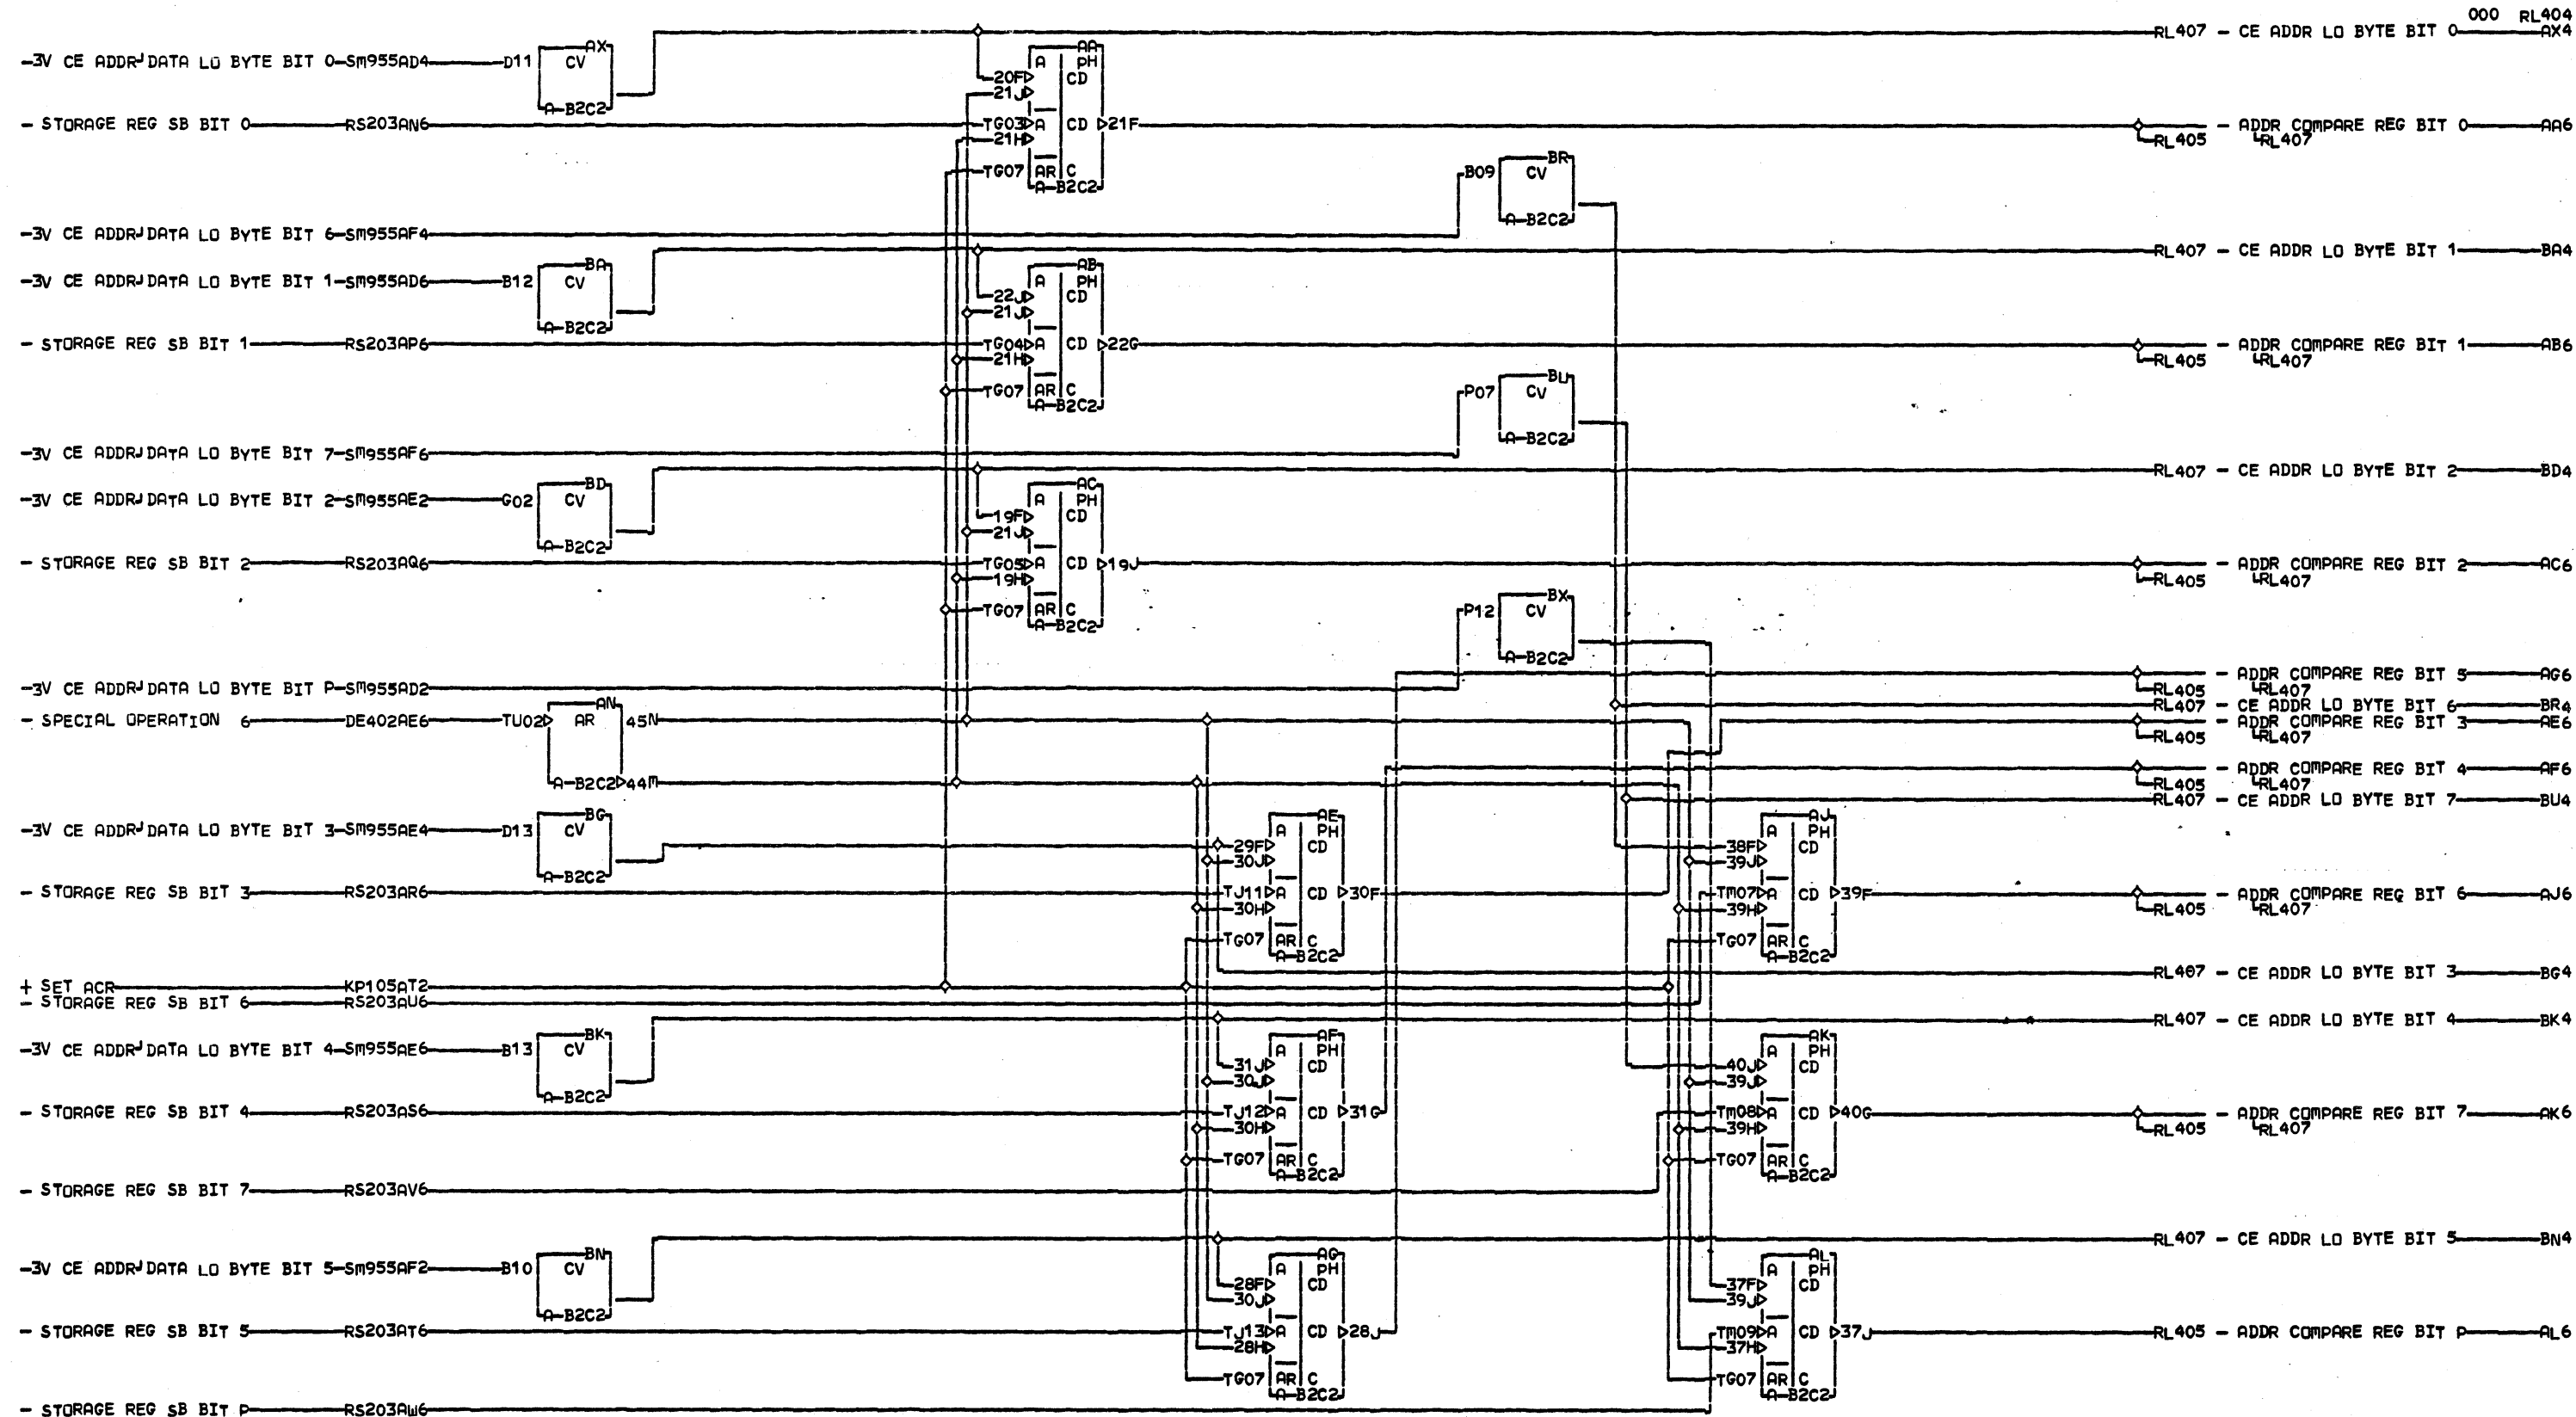 000 RL404
RL407 - CE ADDR LO BYTE BIT 0 AX4
-3V CE ADDR DATA LO BYTE BIT 0 SM955AD4 D11
AX CV A B2C2
AA A PH
20F CD
21J
- STORAGE REG SB BIT 0 RS203AN6 TG03 A CD 21F - ADDR COMPARE REG BIT 0 AA6
21H RL405 RL407
TG07 AR C
A B2C2
BR
B09 CV
A B2C2
-3V CE ADDR DATA LO BYTE BIT 6 SM955AF4
RL407 - CE ADDR LO BYTE BIT 1 BA4
-3V CE ADDR DATA LO BYTE BIT 1 SM955AD6 B12
BA CV A B2C2
AB A PH
22J CD
21J
- STORAGE REG SB BIT 1 RS203AP6 TG04 A CD 22G - ADDR COMPARE REG BIT 1 AB6
21H RL405 RL407
TG07 AR C
A B2C2
BU
P07 CV
A B2C2
-3V CE ADDR DATA LO BYTE BIT 7 SM955AF6
RL407 - CE ADDR LO BYTE BIT 2 BD4
-3V CE ADDR DATA LO BYTE BIT 2 SM955AE2 G02
BD CV A B2C2
AC A PH
19F CD
21J
- STORAGE REG SB BIT 2 RS203AQ6 TG05 A CD 19J - ADDR COMPARE REG BIT 2 AC6
19H RL405 RL407
TG07 AR C
A B2C2
BX
P12 CV
A B2C2
- ADDR COMPARE REG BIT 5 AG6
-3V CE ADDR DATA LO BYTE BIT P SM955AD2
RL405 RL407
RL407 - CE ADDR LO BYTE BIT 6 BR4
- SPECIAL OPERATION 6 DE402AE6 TU02 AN AR 45N - ADDR COMPARE REG BIT 3 AE6
RL405 RL407
- ADDR COMPARE REG BIT 4 AF6
A B2C2 44M RL405 RL407
RL407 - CE ADDR LO BYTE BIT 7 BU4
-3V CE ADDR DATA LO BYTE BIT 3 SM955AE4 D13
BG CV A B2C2
AE A PH AJ A PH
29F CD 38F CD
30J 39J
- STORAGE REG SB BIT 3 RS203AR6 TJ11 A CD 30F TM07 A CD 39F - ADDR COMPARE REG BIT 6 AJ6
30H 39H RL405 RL407
TG07 AR C TG07 AR C
A B2C2 A B2C2
RL407 - CE ADDR LO BYTE BIT 3 BG4
+ SET ACR KP105AT2
- STORAGE REG SB BIT 6 RS203AU6
RL407 - CE ADDR LO BYTE BIT 4 BK4
-3V CE ADDR DATA LO BYTE BIT 4 SM955AE6 B13
BK CV A B2C2
AF A PH AK A PH
31J CD 40J CD
30J 39J
- STORAGE REG SB BIT 4 RS203AS6 TJ12 A CD 31G TM08 A CD 40G - ADDR COMPARE REG BIT 7 AK6
30H 39H RL405 RL407
TG07 AR C TG07 AR C
A B2C2 A B2C2
- STORAGE REG SB BIT 7 RS203AV6
RL407 - CE ADDR LO BYTE BIT 5 BN4
-3V CE ADDR DATA LO BYTE BIT 5 SM955AF2 B10
BN CV A B2C2
AG A PH AL A PH
28F CD 37F CD
30J 39J
- STORAGE REG SB BIT 5 RS203AT6 TJ13 A CD 28J TM09 A CD 37J RL405 - ADDR COMPARE REG BIT P AL6
28H 37H
TG07 AR C TG07 AR C
A B2C2 A B2C2
- STORAGE REG SB BIT P RS203AW6